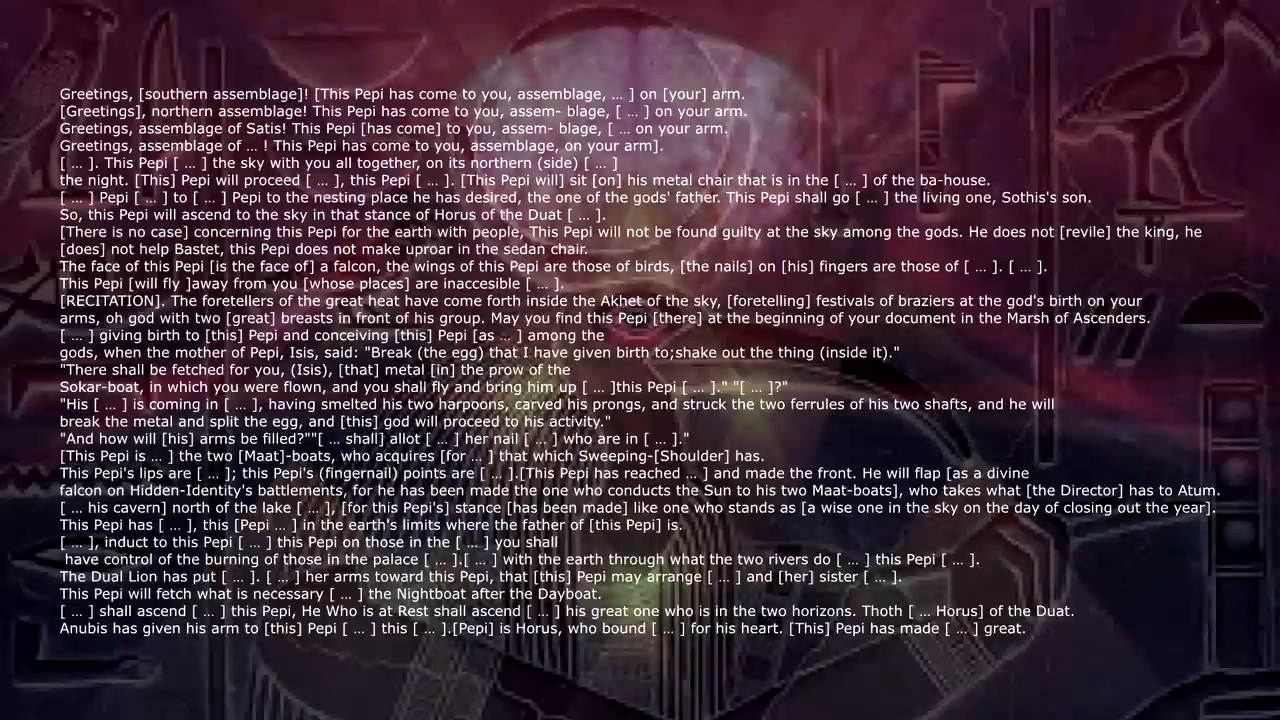 Greetings, [southern assemblage]! [This Pepi has come to you, assemblage, ... ] on [your] arm.
[Greetings], northern assemblage! This Pepi has come to you, assem- blage, [ ... ] on your arm.
Greetings, assemblage of Satis! This Pepi [has come] to you, assem- blage, [ ... on your arm.
Greetings, assemblage of ... ! This Pepi has come to you, assemblage, on your arm].
[ ... ]. This Pepi [ ... ] the sky with you all together, on its northern (side) [ ... ]
the night. [This] Pepi will proceed [ ... ], this Pepi [ ... ]. [This Pepi will] sit [on] his metal chair that is in the [ ... ] of the ba-house.
[ ... ] Pepi [ ... ] to [ ... ] Pepi to the nesting place he has desired, the one of the gods' father. This Pepi shall go [ ... ] the living one, Sothis's son.
So, this Pepi will ascend to the sky in that stance of Horus of the Duat [ ... ].
[There is no case] concerning this Pepi for the earth with people, This Pepi will not be found guilty at the sky among the gods. He does not [revile] the king, he
[does] not help Bastet, this Pepi does not make uproar in the sedan chair.
The face of this Pepi [is the face of] a falcon, the wings of this Pepi are those of birds, [the nails] on [his] fingers are those of [ ... ]. [ ... ].
This Pepi [will fly ]away from you [whose places] are inaccesible [ ... ].
[RECITATION]. The foretellers of the great heat have come forth inside the Akhet of the sky, [foretelling] festivals of braziers at the god's birth on your
arms, oh god with two [great] breasts in front of his group. May you find this Pepi [there] at the beginning of your document in the Marsh of Ascenders.
[ ... ] giving birth to [this] Pepi and conceiving [this] Pepi [as ... ] among the
gods, when the mother of Pepi, Isis, said: "Break (the egg) that I have given birth to;shake out the thing (inside it)."
"There shall be fetched for you, (Isis), [that] metal [in] the prow of the
Sokar-boat, in which you were flown, and you shall fly and bring him up [ ... ]this Pepi [ ... ]." "[ ... ]?"
"His [ ... ] is coming in [ ... ], having smelted his two harpoons, carved his prongs, and struck the two ferrules of his two shafts, and he will
break the metal and split the egg, and [this] god will proceed to his activity."
"And how will [his] arms be filled?""[ ... shall] allot [ ... ] her nail [ ... ] who are in [ ... ]."
[This Pepi is ... ] the two [Maat]-boats, who acquires [for ... ] that which Sweeping-[Shoulder] has.
This Pepi's lips are [ ... ]; this Pepi's (fingernail) points are [ ... ].[This Pepi has reached ... ] and made the front. He will flap [as a divine
falcon on Hidden-Identity's battlements, for he has been made the one who conducts the Sun to his two Maat-boats], who takes what [the Director] has to Atum.
[ ... his cavern] north of the lake [ ... ], [for this Pepi's] stance [has been made] like one who stands as [a wise one in the sky on the day of closing out the year].
This Pepi has [ ... ], this [Pepi ... ] in the earth's limits where the father of [this Pepi] is.
[ ... ], induct to this Pepi [ ... ] this Pepi on those in the [ ... ] you shall
have control of the burning of those in the palace [ ... ].[ ... ] with the earth through what the two rivers do [ ... ] this Pepi [ ... ].
The Dual Lion has put [ ... ]. [ ... ] her arms toward this Pepi, that [this] Pepi may arrange [ ... ] and [her] sister [ ... ].
This Pepi will fetch what is necessary [ ... ] the Nightboat after the Dayboat.
[ ... ] shall ascend [ ... ] this Pepi, He Who is at Rest shall ascend [ ... ] his great one who is in the two horizons. Thoth [ ... Horus] of the Duat.
Anubis has given his arm to [this] Pepi [ ... ] this [ ... ].[Pepi] is Horus, who bound [ ... ] for his heart. [This] Pepi has made [ ... ] great.